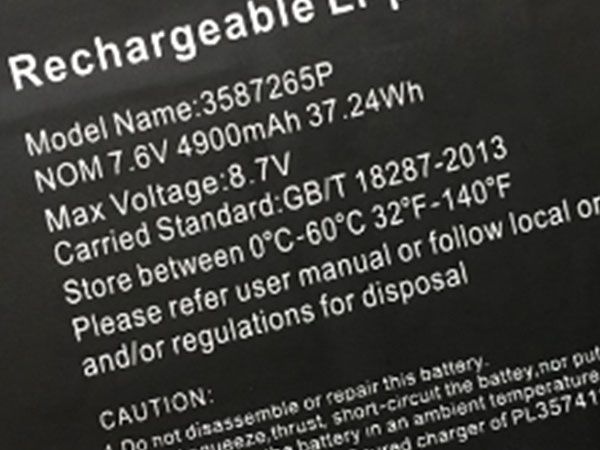 Rechargeable Li
Model Name:3587265P
NOM 7.6V 4900mAh 37.24Wh
Max Voltage:8.7V
Carried Standard:GB/T 18287-2013
Store between 0°C-60°C 32°F-140°F
Please refer user manual or follow local or
and/or regulations for disposal
CAUTION:
Do not disassemble or repair this battery.
thrust, short-circuit the battey,nor put
the battery in an ambient temperature
charger of PL35741